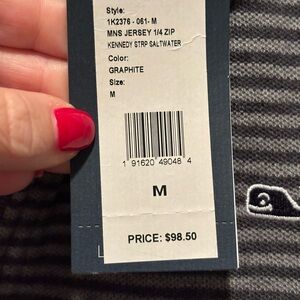 Style:
1K2376 - 061- M
MNS JERSEY 1/4 ZIP
KENNEDY STRP SALTWATER
Color:
GRAPHITE
Size:
M
1 91620 49048 4
M
PRICE: $98.50